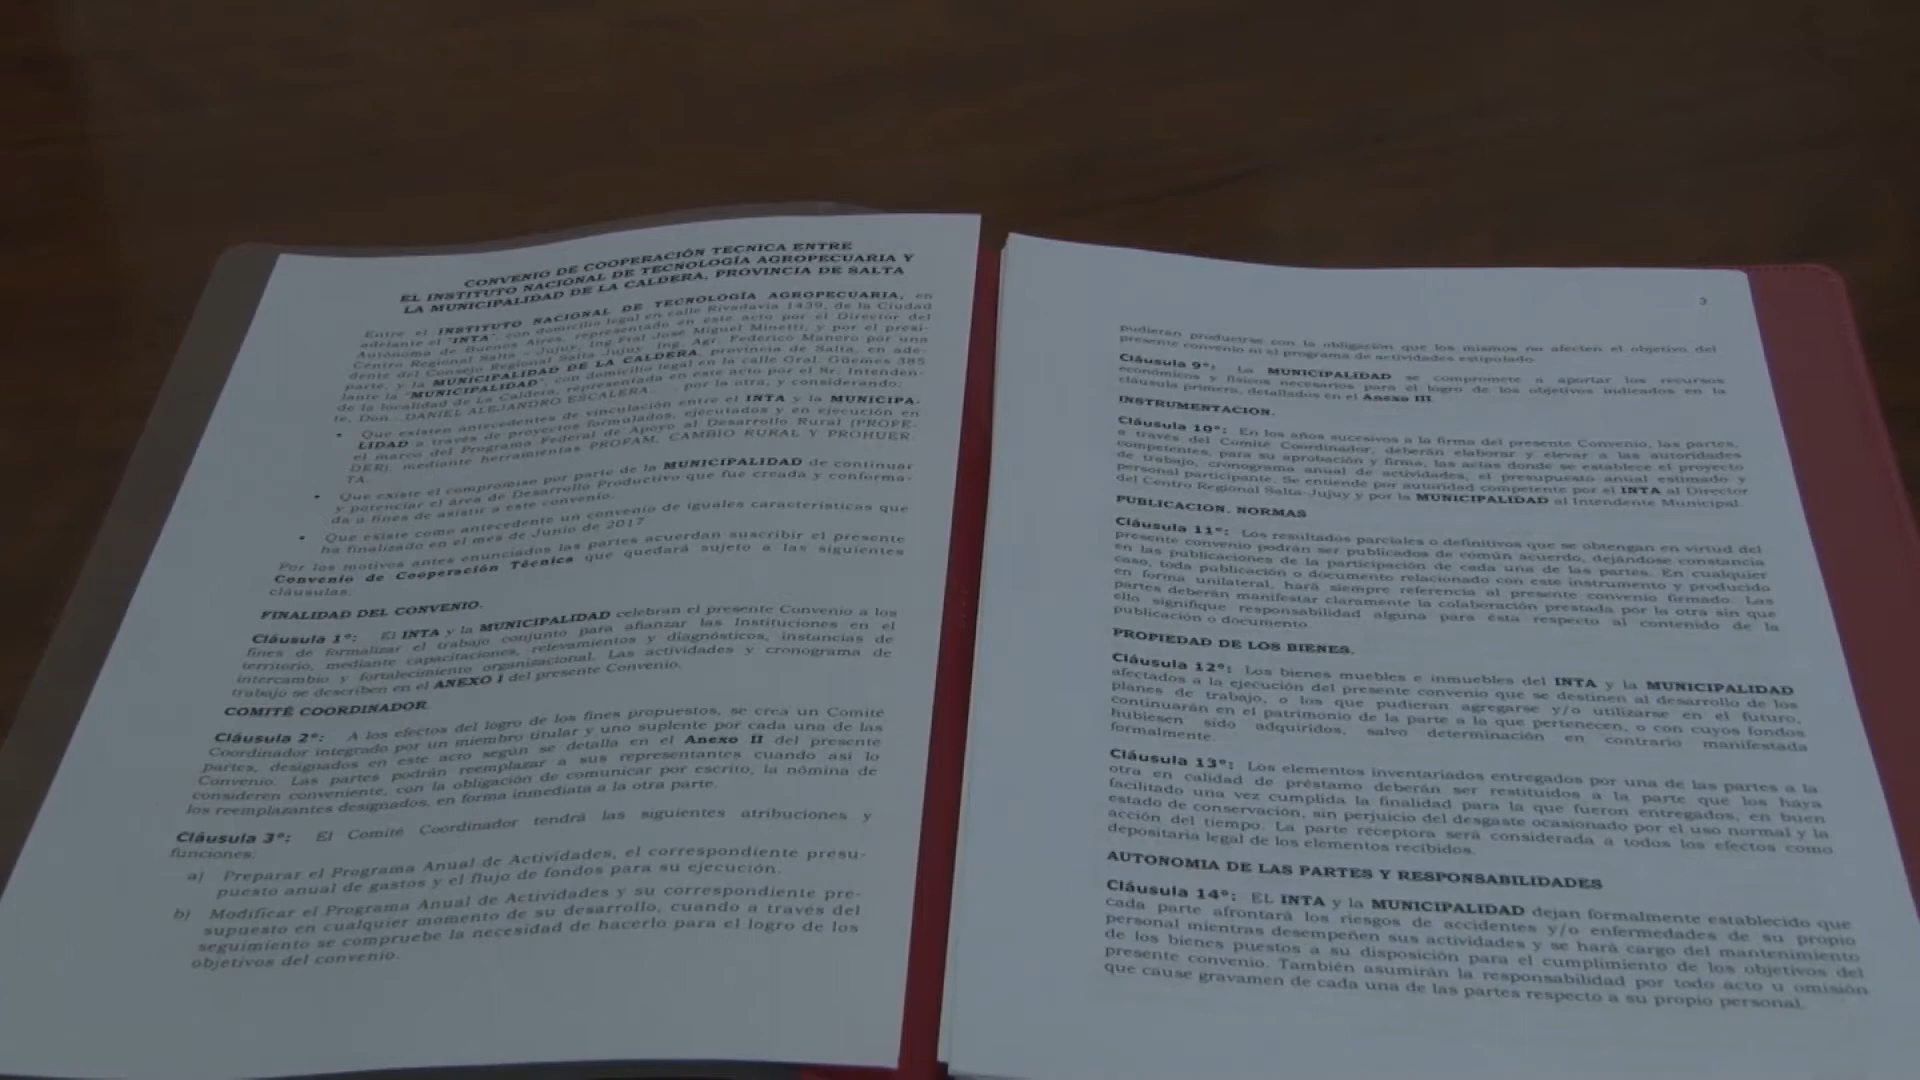 CONVENIO DE COOPERACIÓN TECNICA ENTRE
EL INSTITUTO NACIONAL DE TECNOLOGÍA AGROPECUARIA Y
LA MUNICIPALIDAD DE LA CALDERA, PROVINCIA DE SALTA
Entre el INSTITUTO NACIONAL DE TECNOLOGÍA AGROPECUARIA, en
adelante el "INTA", con domicilio legal en calle Rivadavia 1439, de la Ciudad
Autónoma de Buenos Aires, representado en este acto por el Director del
Centro Regional Salta - Jujuy, Ing.Ftal José Miguel Minetti, y por el presi-
dente del Consejo Regional Salta Jujuy Ing. Agr. Federico Manero por una
parte, y la MUNICIPALIDAD DE LA CALDERA, provincia de Salta, en ade-
lante la "MUNICIPALIDAD", con domicilio legal en la calle Gral. Güemes 385
de la localidad de La Caldera, representada en este acto por el Sr. Intenden-
te, Don...DANIEL ALEJANDRO ESCALERA... por la otra, y considerando:
• Que existen antecedentes de vinculación entre el INTA y la MUNICIPA-
LIDAD a través de proyectos formulados, ejecutados y en ejecución en
el marco del Programa Federal de Apoyo al Desarrollo Rural (PROFE-
DER), mediante herramientas PROFAM, CAMBIO RURAL Y PROHUER
TA.
• Que existe el compromiso por parte de la MUNICIPALIDAD de continuar
y potenciar el área de Desarrollo Productivo que fue creada y conforma-
da a fines de asistir a este convenio.
• Que existe como antecedente un convenio de iguales características que
ha finalizado en el mes de Junio de 2017
Por los motivos antes enunciados las partes acuerdan suscribir el presente
Convenio de Cooperación Técnica que quedará sujeto a las siguientes
cláusulas.
FINALIDAD DEL CONVENIO.
Cláusula 1°: El INTA y la MUNICIPALIDAD celebran el presente Convenio a los
fines de formalizar el trabajo conjunto para afianzar las Instituciones en el
territorio, mediante capacitaciones, relevamientos y diagnósticos, instancias de
intercambio y fortalecimiento organizacional. Las actividades y cronograma de
trabajo se describen en el ANEXO I del presente Convenio.
COMITÉ COORDINADOR
Cláusula 2°: A los efectos del logro de los fines propuestos, se crea un Comité
Coordinador integrado por un miembro titular y uno suplente por cada una de las
partes, designados en este acto según se detalla en el Anexo II del presente
Convenio. Las partes podrán reemplazar a sus representantes cuando así lo
consideren conveniente, con la obligación de comunicar por escrito, la nómina de
los reemplazantes designados, en forma inmediata a la otra parte.
Cláusula 3°: El Comité Coordinador tendrá las siguientes atribuciones y
funciones:
a) Preparar el Programa Anual de Actividades, el correspondiente presu-
puesto anual de gastos y el flujo de fondos para su ejecución.
b) Modificar el Programa Anual de Actividades y su correspondiente pre-
supuesto en cualquier momento de su desarrollo, cuando a través del
seguimiento se compruebe la necesidad de hacerlo para el logro de los
objetivos del convenio.
3
pudieran producirse con la obligación que los mismos no afecten el objetivo del
presente convenio ni el programa de actividades estipulado.
Cláusula 9°: La MUNICIPALIDAD se compromete a aportar los recursos
económicos y físicos necesarios para el logro de los objetivos indicados en la
cláusula primera, detallados en el Anexo III.
INSTRUMENTACION.
Cláusula 10°: En los años sucesivos a la firma del presente Convenio, las partes,
a través del Comité Coordinador, deberán elaborar y elevar a las autoridades
competentes, para su aprobación y firma, las actas donde se establece el proyecto
de trabajo, cronograma anual de actividades, el presupuesto anual estimado y
personal participante. Se entiende por autoridad competente por el INTA al Director
del Centro Regional Salta-Jujuy y por la MUNICIPALIDAD al Intendente Municipal.
PUBLICACION. NORMAS
Cláusula 11°: Los resultados parciales o definitivos que se obtengan en virtud del
presente convenio podrán ser publicados de común acuerdo, dejándose constancia
en las publicaciones de la participación de cada una de las partes. En cualquier
caso, toda publicación o documento relacionado con este instrumento y producido
en forma unilateral, hará siempre referencia al presente convenio firmado. Las
partes deberán manifestar claramente la colaboración prestada por la otra sin que
ello signifique responsabilidad alguna para ésta respecto al contenido de la
publicación o documento.
PROPIEDAD DE LOS BIENES.
Cláusula 12°: Los bienes muebles e inmuebles del INTA y la MUNICIPALIDAD
afectados a la ejecución del presente convenio que se destinen al desarrollo de los
planes de trabajo, o los que pudieran agregarse y/o utilizarse en el futuro,
continuarán en el patrimonio de la parte a la que pertenecen, o con cuyos fondos
hubiesen sido adquiridos, salvo determinación en contrario manifestada
formalmente.
Cláusula 13°: Los elementos inventariados entregados por una de las partes a la
otra en calidad de préstamo deberán ser restituidos a la parte que los haya
facilitado una vez cumplida la finalidad para la que fueron entregados, en buen
estado de conservación, sin perjuicio del desgaste ocasionado por el uso normal y la
acción del tiempo. La parte receptora será considerada a todos los efectos como
depositaria legal de los elementos recibidos.
AUTONOMIA DE LAS PARTES Y RESPONSABILIDADES
Cláusula 14°: EL INTA y la MUNICIPALIDAD dejan formalmente establecido que
cada parte afrontará los riesgos de accidentes y/o enfermedades de su propio
personal mientras desempeñen sus actividades y se hará cargo del mantenimiento
de los bienes puestos a su disposición para el cumplimiento de los objetivos del
presente convenio. También asumirán la responsabilidad por todo acto u omisión
que cause gravamen de cada una de las partes respecto a su propio personal.